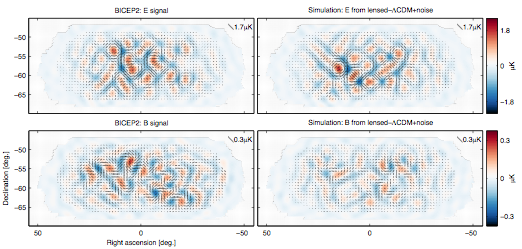 BICEP2: E signal
Simulation: E from lensed−ΛCDM+noise
1.7μK
1.7μK
−50
−55
−60
−65
1.8
0
−1.8
μK
BICEP2: B signal
Simulation: B from lensed−ΛCDM+noise
0.3μK
0.3μK
−50
−55
−60
−65
0.3
0
−0.3
μK
Declination [deg.]
50
0
−50
50
0
−50
Right ascension [deg.]